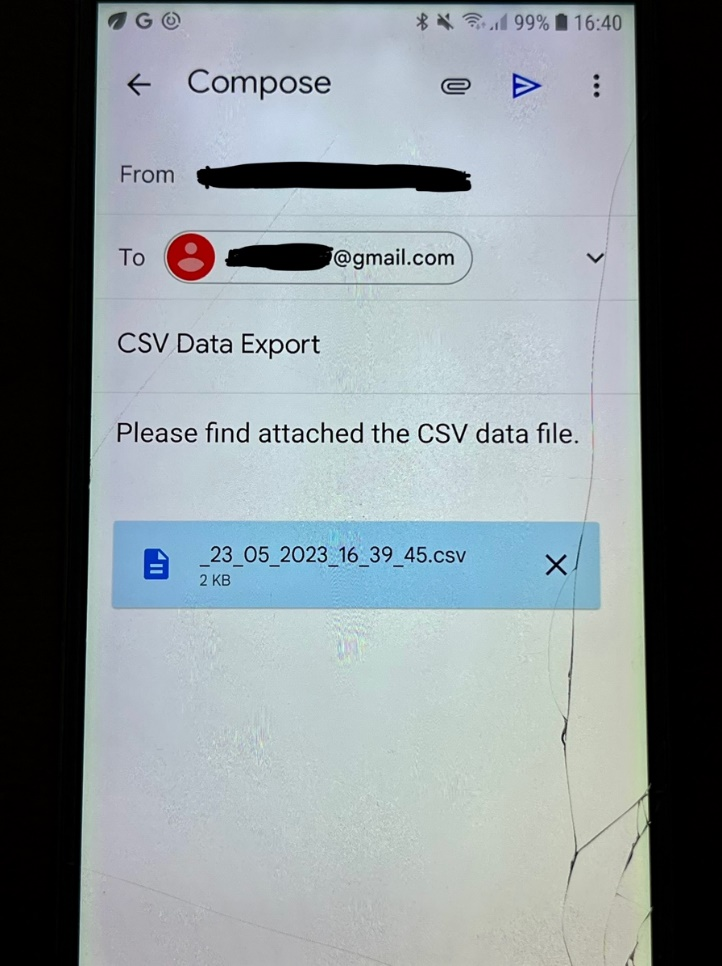 G 99% 16:40
Compose
From
To @gmail.com
CSV Data Export
Please find attached the CSV data file.
_23_05_2023_16_39_45.csv
2 KB